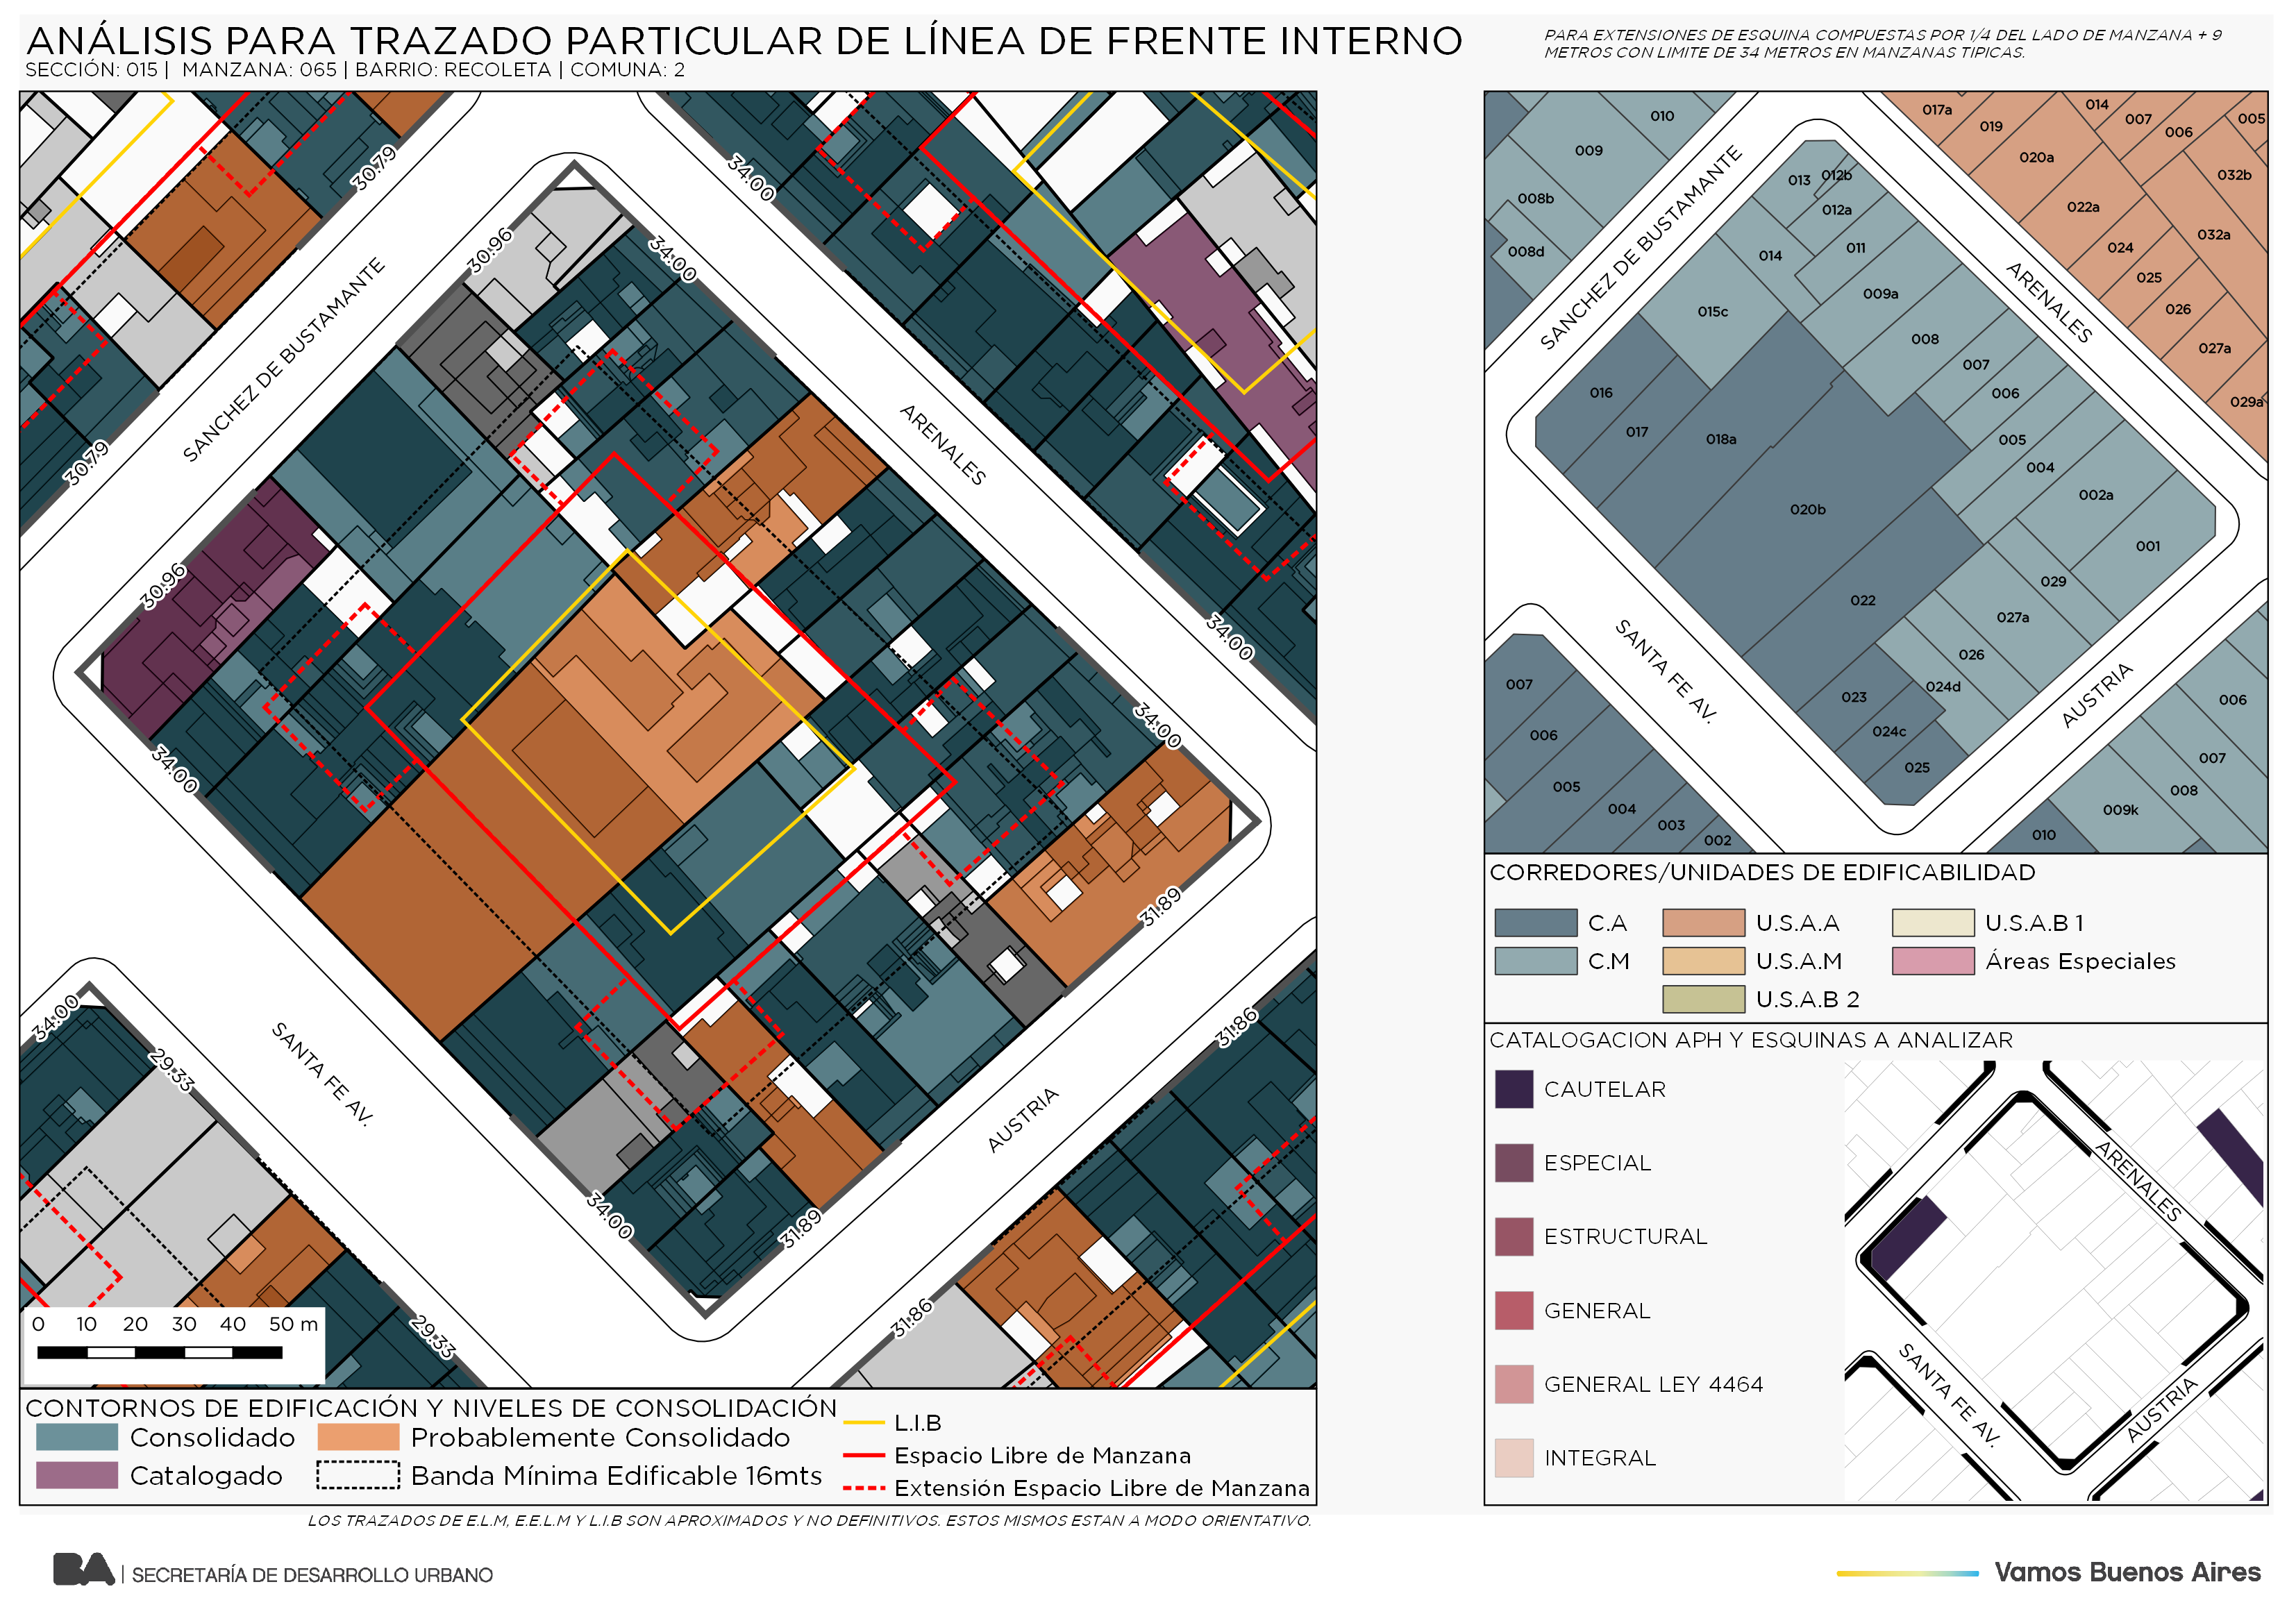 ANÁLISIS PARA TRAZADO PARTICULAR DE LÍNEA DE FRENTE INTERNO
SECCIÓN: 015 | MANZANA: 065 | BARRIO: RECOLETA | COMUNA: 2
PARA EXTENSIONES DE ESQUINA COMPUESTAS POR 1/4 DEL LADO DE MANZANA + 9
METROS CON LIMITE DE 34 METROS EN MANZANAS TIPICAS.
30.79
34.00
30.96
34.00
SANCHEZ DE BUSTAMANTE
ARENALES
30.79
30.96
34.00
34.00
34.00
31.89
34.00
29.33
SANTA FE AV.
AUSTRIA
31.86
34.00
31.89
31.86
29.33
0 10 20 30 40 50 m
CONTORNOS DE EDIFICACIÓN Y NIVELES DE CONSOLIDACIÓN
Consolidado
Probablemente Consolidado
Catalogado
Banda Mínima Edificable 16mts
L.I.B
Espacio Libre de Manzana
Extensión Espacio Libre de Manzana
LOS TRAZADOS DE E.L.M, E.E.L.M Y L.I.B SON APROXIMADOS Y NO DEFINITIVOS. ESTOS MISMOS ESTAN A MODO ORIENTATIVO.
010
009
008b
008d
017a
019
014
007
006
005
020a
032b
022a
032a
024
025
026
027a
029a
013
012b
012a
014
011
009a
015c
008
007
006
016
017
018a
005
004
002a
020b
001
029
022
027a
026
024d
023
024c
025
SANCHEZ DE BUSTAMANTE
ARENALES
SANTA FE AV.
AUSTRIA
007
006
005
004
003
002
006
007
008
009k
010
CORREDORES/UNIDADES DE EDIFICABILIDAD
C.A
U.S.A.A
U.S.A.B 1
C.M
U.S.A.M
Áreas Especiales
U.S.A.B 2
CATALOGACION APH Y ESQUINAS A ANALIZAR
CAUTELAR
ESPECIAL
ESTRUCTURAL
GENERAL
GENERAL LEY 4464
INTEGRAL
ARENALES
SANTA FE AV.
AUSTRIA
BA | SECRETARÍA DE DESARROLLO URBANO
Vamos Buenos Aires